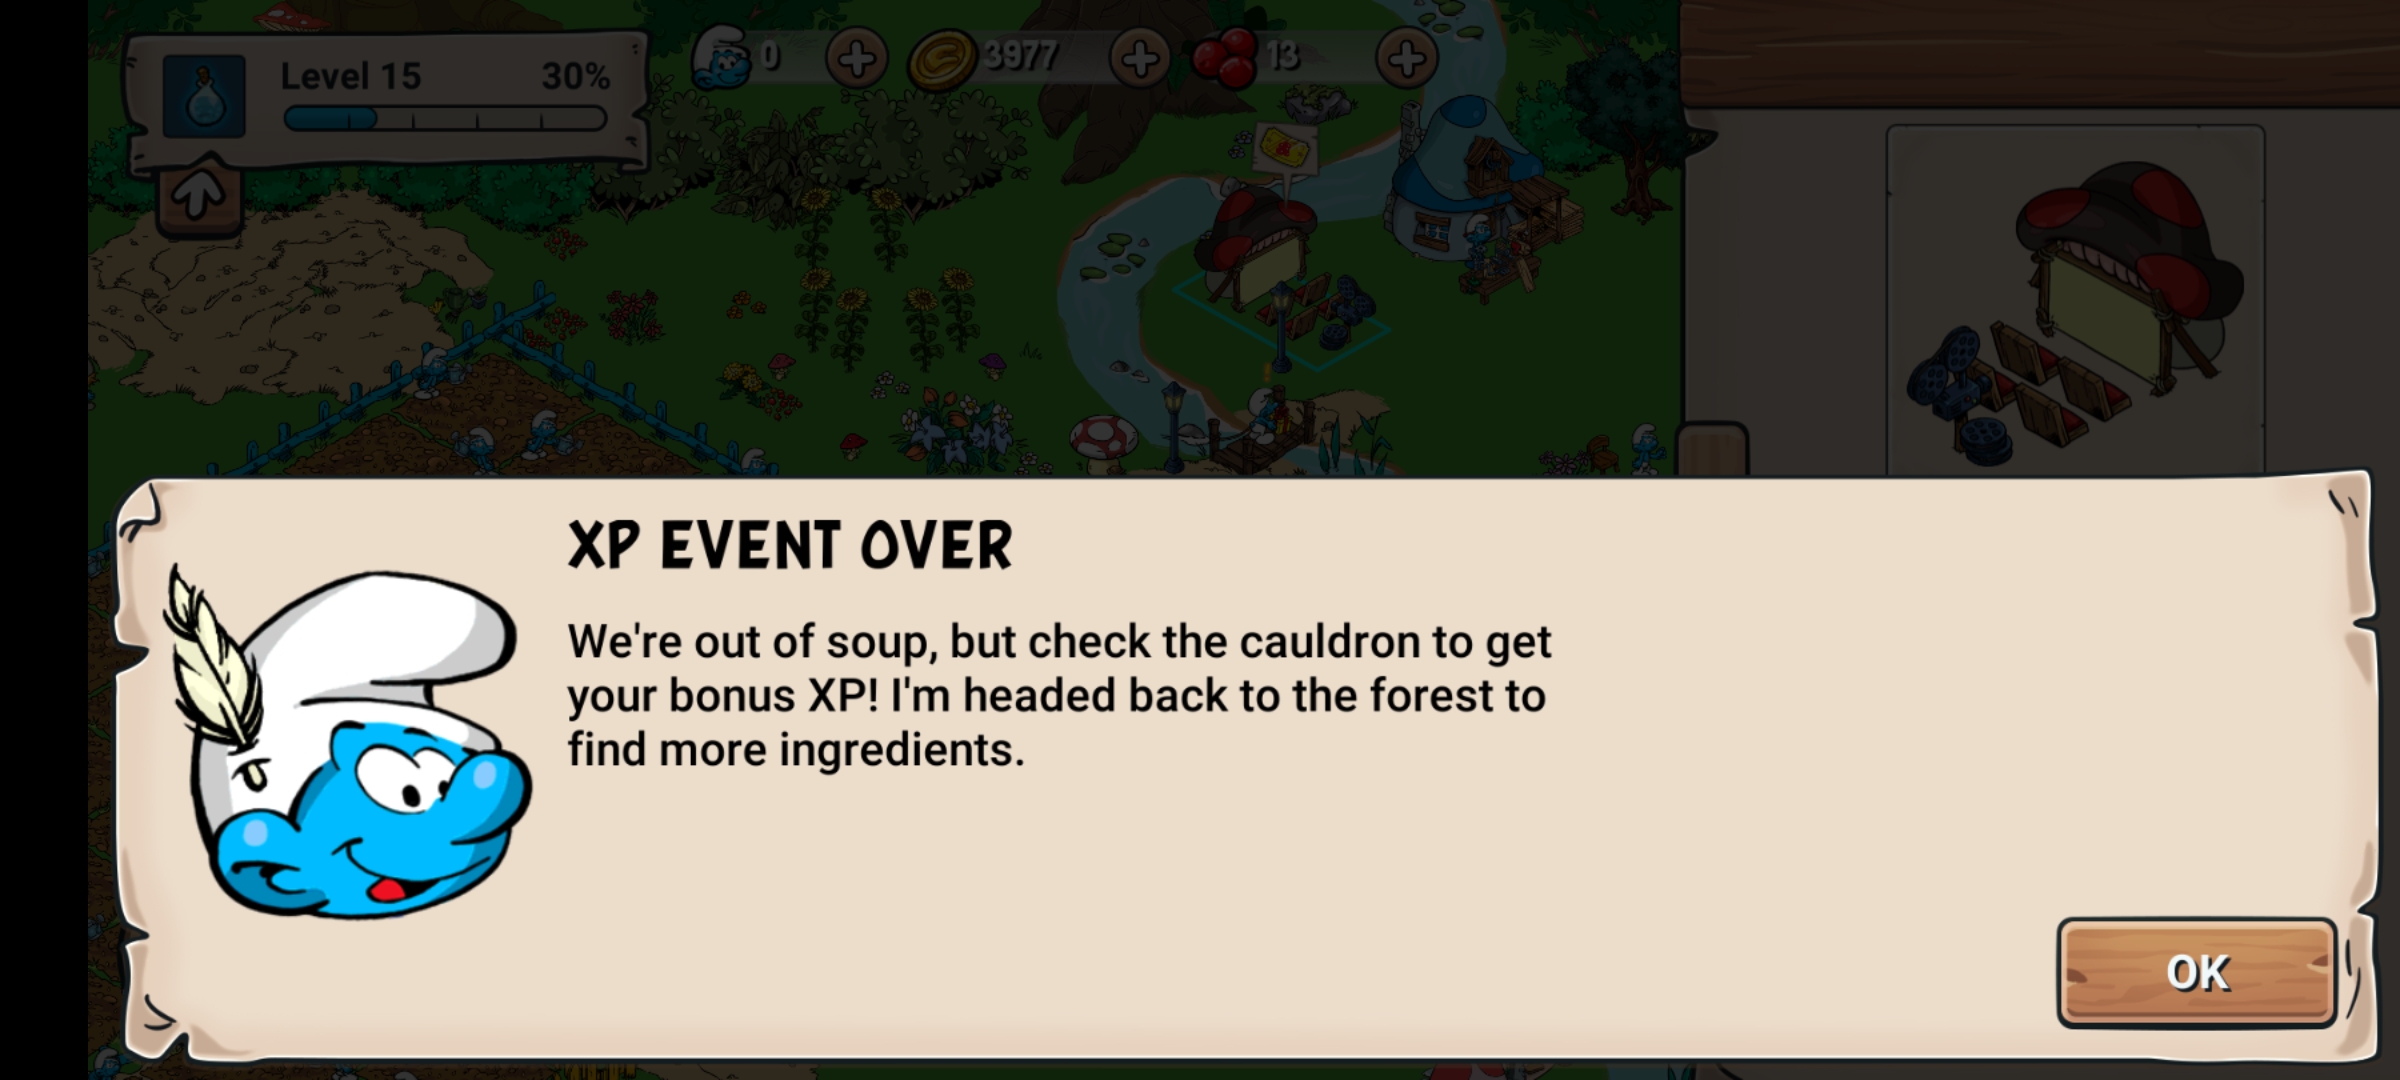 Level 15 30%
0 3977 13
XP EVENT OVER
We're out of soup, but check the cauldron to get
your bonus XP! I'm headed back to the forest to
find more ingredients.
OK